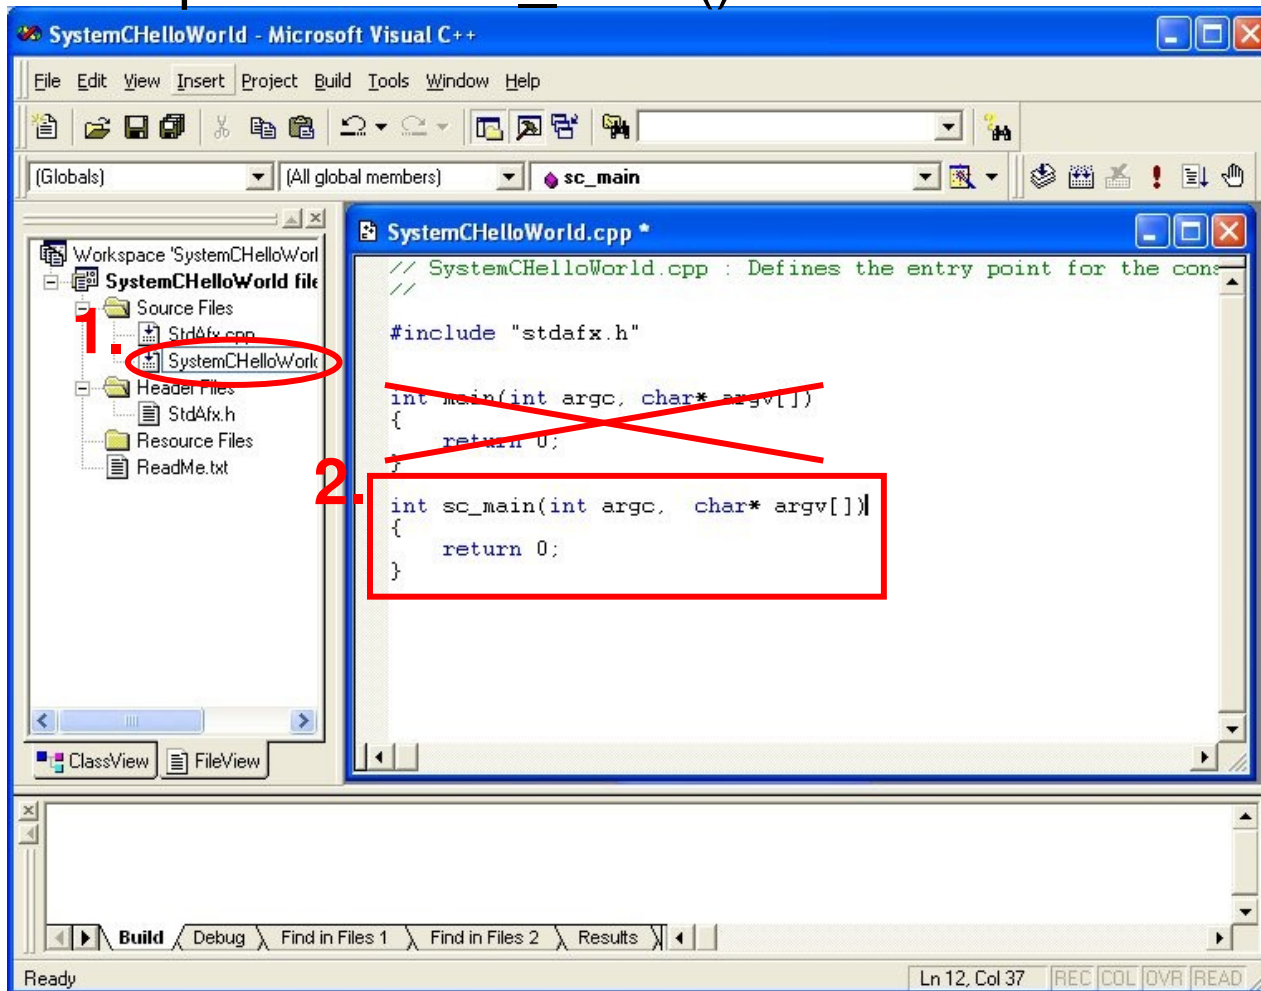 SystemCHelloWorld - Microsoft Visual C++
File Edit View Insert Project Build Tools Window Help
(Globals) (All global members) sc_main
Workspace 'SystemCHelloWorl
SystemCHelloWorld file
Source Files
StdAfx.cpp
SystemCHelloWorld
Header Files
StdAfx.h
Resource Files
ReadMe.txt
1.
2.
ClassView FileView
SystemCHelloWorld.cpp *
// SystemCHelloWorld.cpp : Defines the entry point for the cons
//
#include "stdafx.h"
int main(int argc, char* argv[])
{
return 0;
}
int sc_main(int argc, char* argv[])
{
return 0;
}
Build Debug Find in Files 1 Find in Files 2 Results
Ready Ln 12, Col 37 REC COL OVR READ